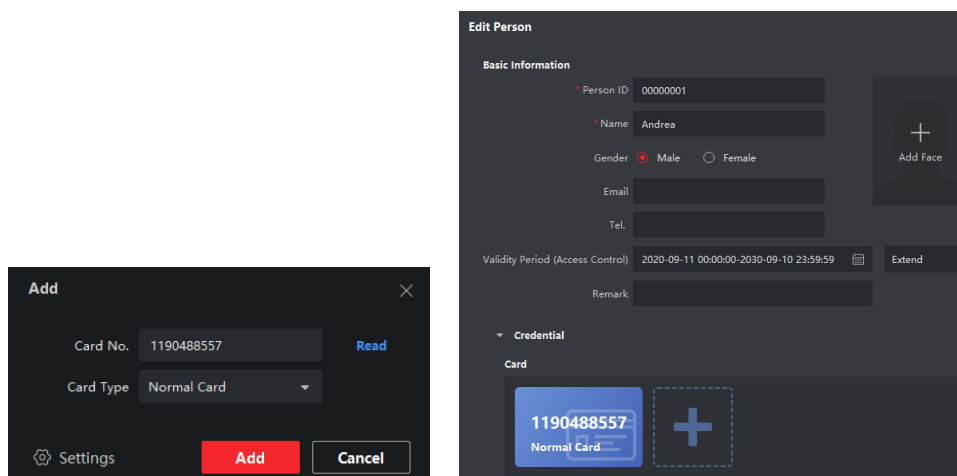 Add
Card No. 1190488557 Read
Card Type Normal Card
Settings Add Cancel
Edit Person
Basic Information
* Person ID 00000001
* Name Andrea
Gender Male Female
Email
Tel.
Validity Period (Access Control) 2020-09-11 00:00:00-2030-09-10 23:59:59 Extend
Remark
Add Face
Credential
Card
1190488557
Normal Card